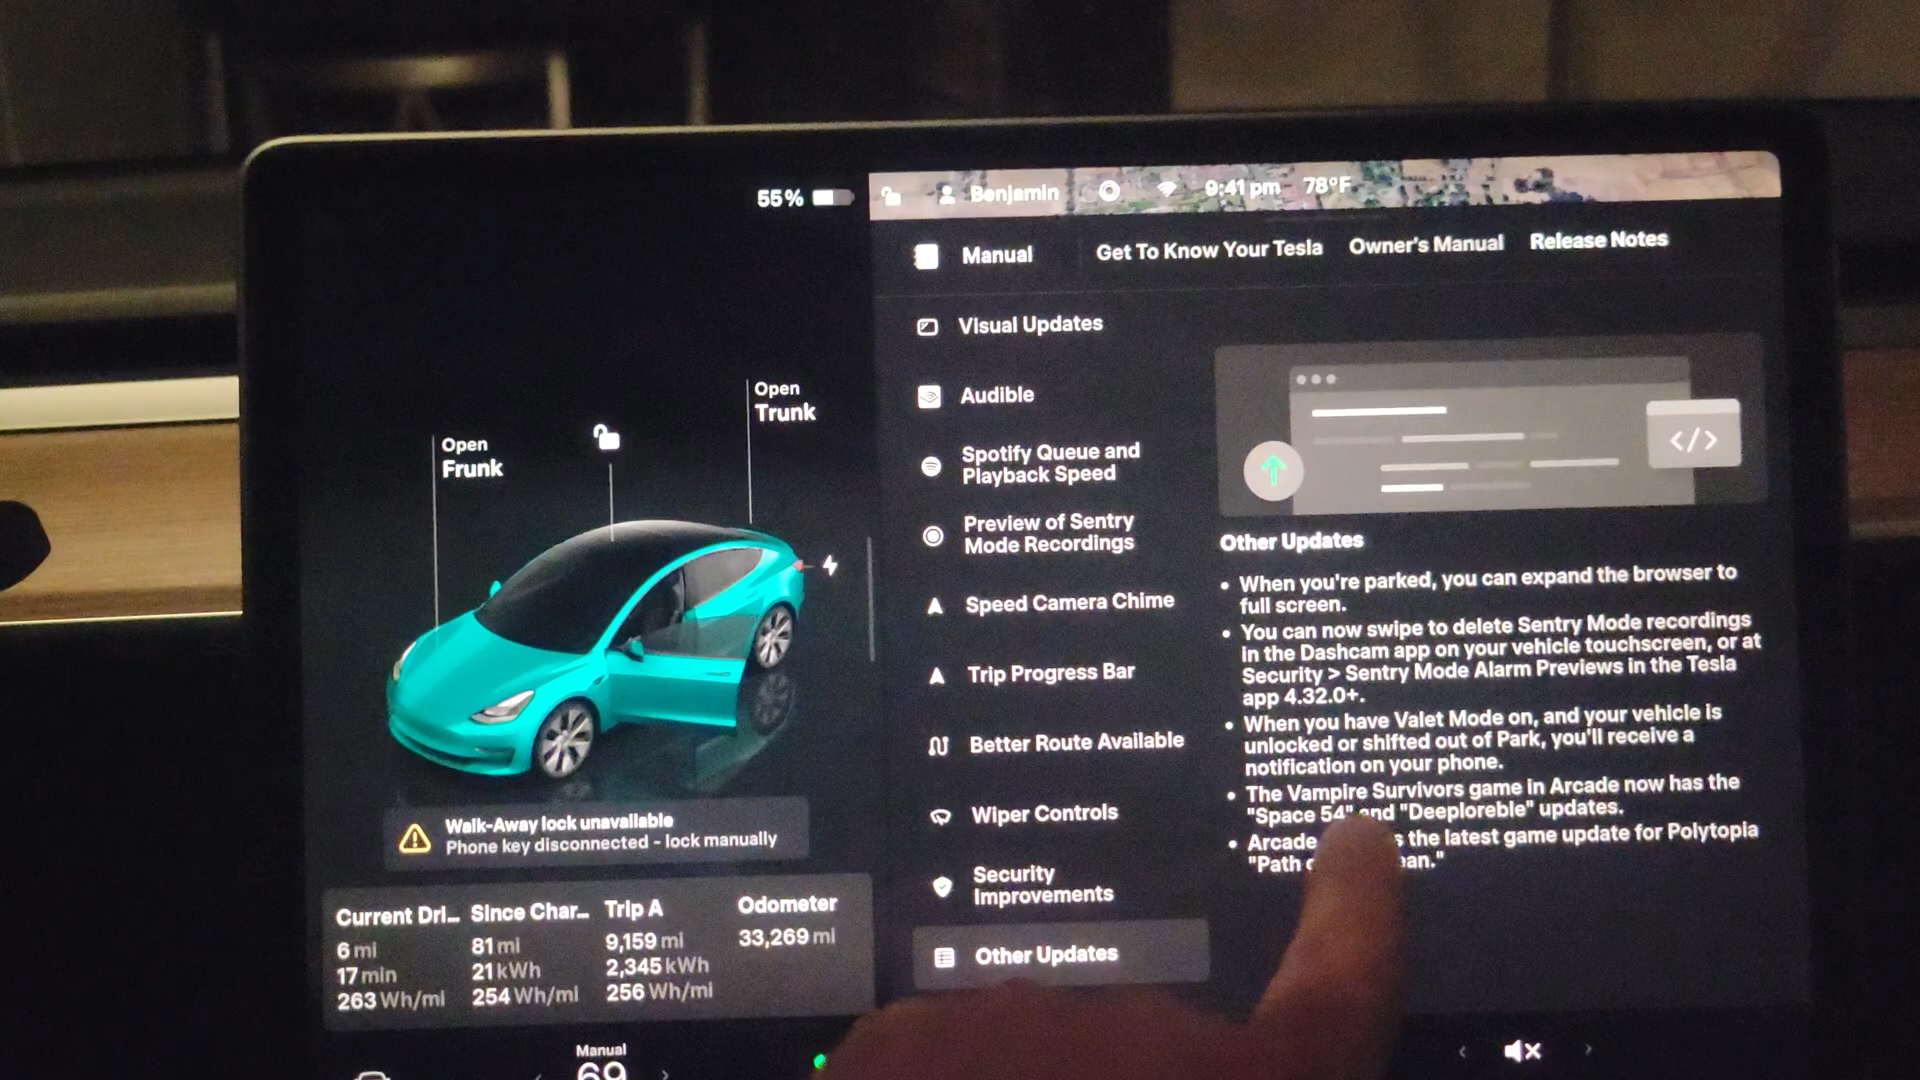 55%
Benjamin
9:41 pm
78°F
Manual
Get To Know Your Tesla
Owner's Manual
Release Notes
Visual Updates
Audible
Spotify Queue and
Playback Speed
Preview of Sentry
Mode Recordings
Speed Camera Chime
Trip Progress Bar
Better Route Available
Wiper Controls
Security
Improvements
Other Updates
</>
Other Updates
• When you're parked, you can expand the browser to
full screen.
• You can now swipe to delete Sentry Mode recordings
in the Dashcam app on your vehicle touchscreen, or at
Security > Sentry Mode Alarm Previews in the Tesla
app 4.32.0+.
• When you have Valet Mode on, and your vehicle is
unlocked or shifted out of Park, you'll receive a
notification on your phone.
• The Vampire Survivors game in Arcade now has the
"Space 54" and "Deeploreble" updates.
• Arcade the latest game update for Polytopia
"Path
Open
Frunk
Open
Trunk
Walk-Away lock unavailable
Phone key disconnected - lock manually
Current Dri... Since Char... Trip A Odometer
6 mi 81 mi 9,159 mi 33,269 mi
17 min 21 kWh 2,345 kWh
263 Wh/mi 254 Wh/mi 256 Wh/mi
Manual
69